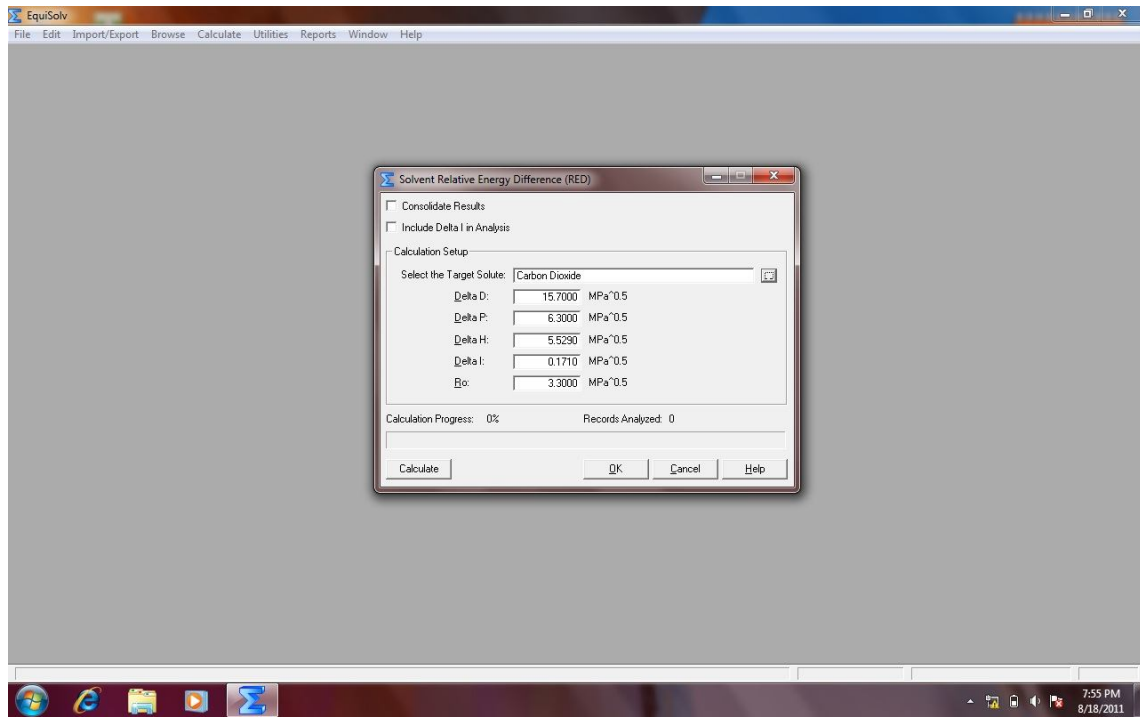 EquiSolv
File Edit Import/Export Browse Calculate Utilities Reports Window Help
Solvent Relative Energy Difference (RED)
Consolidate Results
Include Delta I in Analysis
Calculation Setup
Select the Target Solute: Carbon Dioxide
Delta D: 15.7000 MPa^0.5
Delta P: 6.3000 MPa^0.5
Delta H: 5.5290 MPa^0.5
Delta I: 0.1710 MPa^0.5
Ro: 3.3000 MPa^0.5
Calculation Progress: 0% Records Analyzed: 0
Calculate OK Cancel Help
7:55 PM
8/18/2011